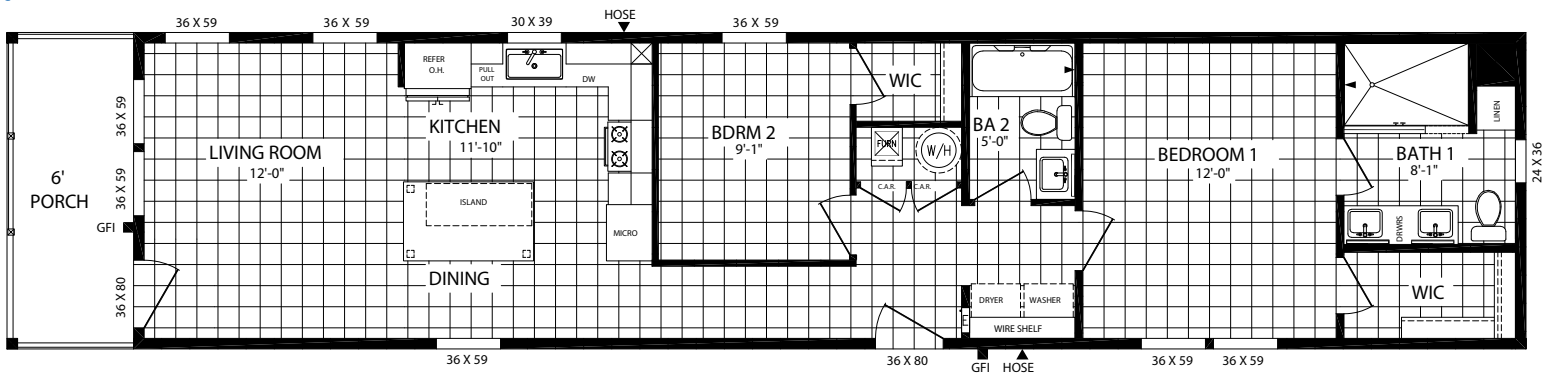 36 X 59
36 X 59
30 X 39
HOSE
36 X 59
6'
PORCH
36 X 59
36 X 59
GFI
36 X 80
LIVING ROOM
12'-0"
REFER
O.H.
PULL
OUT
DW
KITCHEN
11'-10"
ISLAND
MICRO
DINING
BDRM 2
9'-1"
WIC
FURN
W/H
C.A.R.
C.A.R.
BA 2
5'-0"
DRYER
WASHER
WIRE SHELF
E
BEDROOM 1
12'-0"
LINEN
BATH 1
8'-1"
DRWRS
24 X 36
WIC
36 X 59
36 X 80
GFI
HOSE
36 X 59
36 X 59